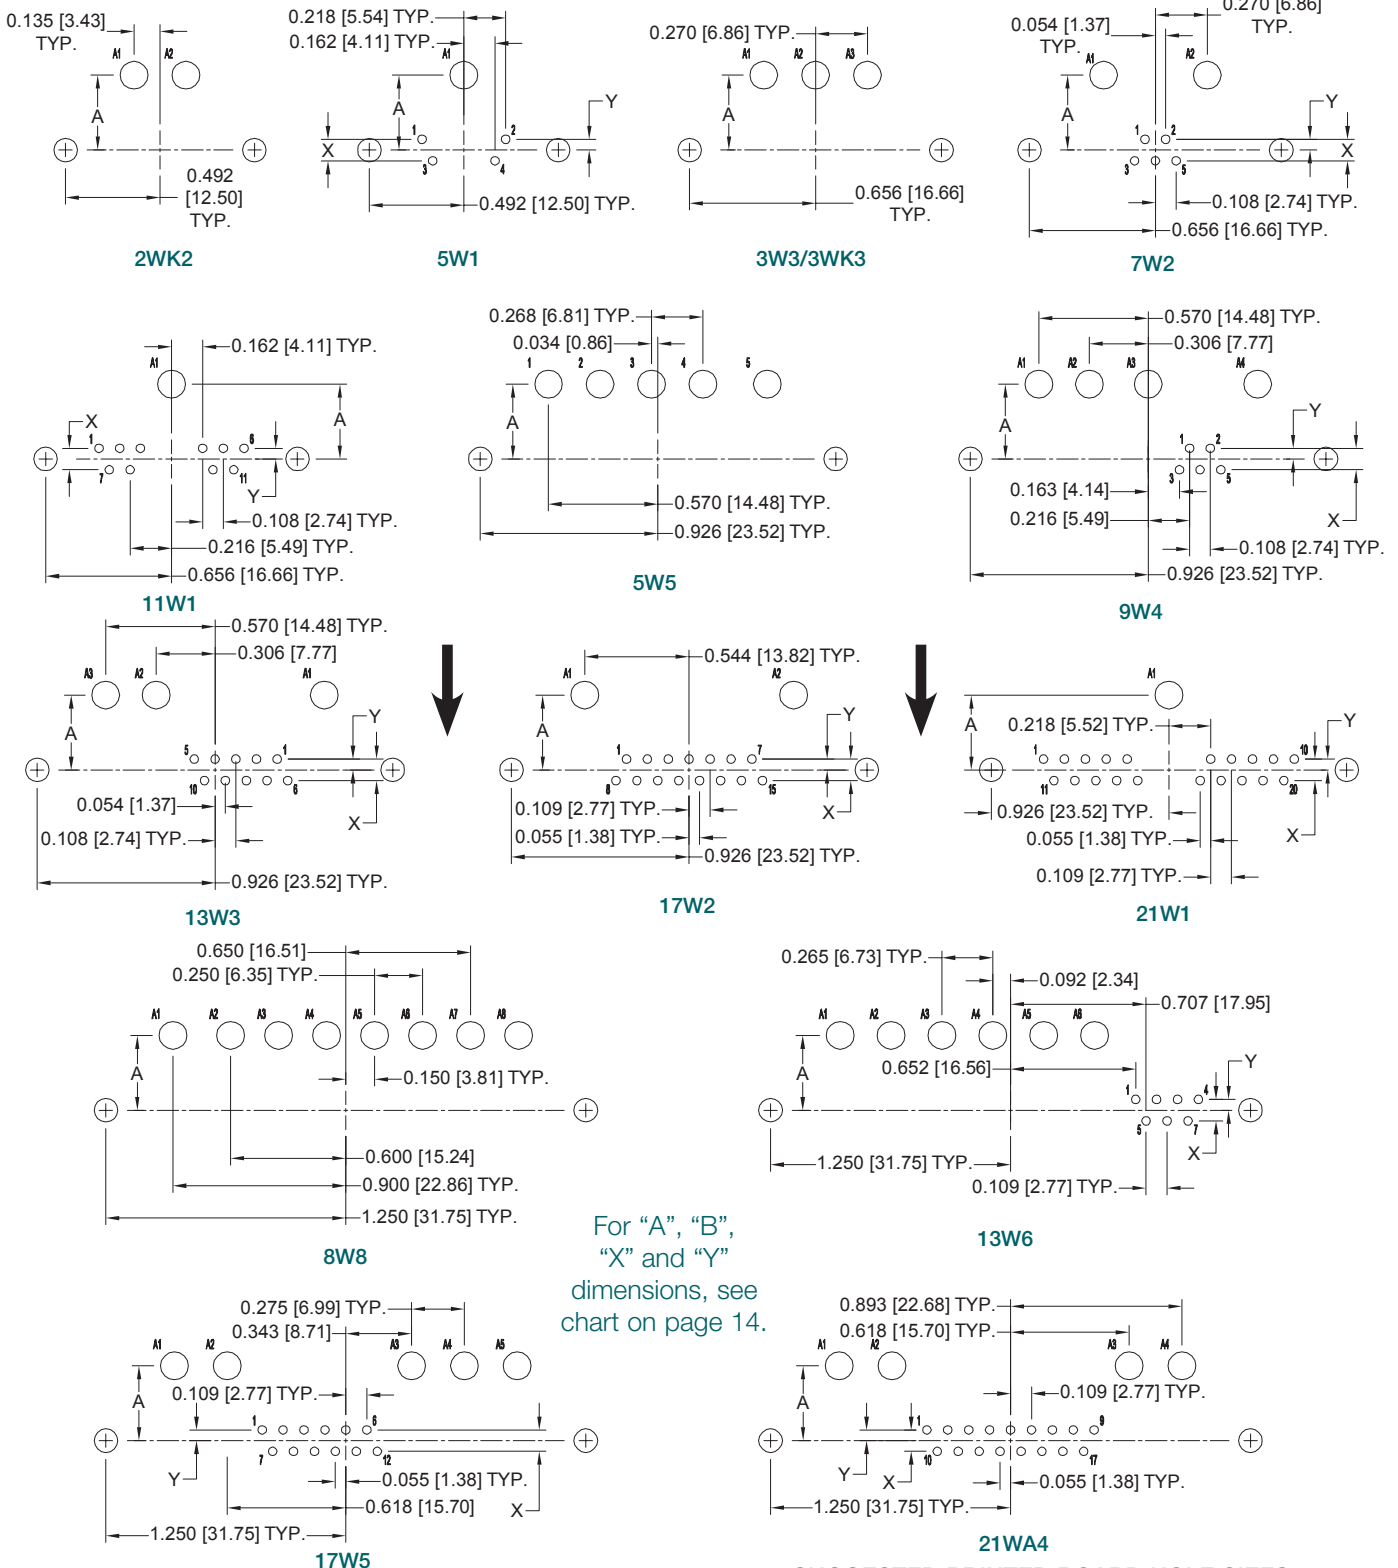 0.135 [3.43]
TYP.
A1
A2
A
0.492
[12.50]
TYP.
2WK2
0.218 [5.54] TYP.
0.162 [4.11] TYP.
A1
A
Y
X
1
2
3
4
0.492 [12.50] TYP.
5W1
0.270 [6.86] TYP.
A1
A2
A3
A
0.656 [16.66]
TYP.
3W3/3WK3
0.270 [6.86]
TYP.
0.054 [1.37]
TYP.
A1
A2
A
Y
X
1
2
3
5
0.108 [2.74] TYP.
0.656 [16.66] TYP.
7W2
0.162 [4.11] TYP.
A1
X
A
1
6
7
11
Y
0.108 [2.74] TYP.
0.216 [5.49] TYP.
0.656 [16.66] TYP.
11W1
0.268 [6.81] TYP.
0.034 [0.86]
1
2
3
4
5
A
0.570 [14.48] TYP.
0.926 [23.52] TYP.
5W5
0.570 [14.48] TYP.
0.306 [7.77]
A1
A2
A3
A4
A
Y
1
2
3
5
0.163 [4.14]
0.216 [5.49]
X
0.108 [2.74] TYP.
0.926 [23.52] TYP.
9W4
0.570 [14.48] TYP.
0.306 [7.77]
A3
A2
A1
A
Y
5
1
10
6
0.054 [1.37]
X
0.108 [2.74] TYP.
0.926 [23.52] TYP.
13W3
0.544 [13.82] TYP.
A1
A2
A
Y
1
7
8
15
0.109 [2.77] TYP.
0.055 [1.38] TYP.
X
0.926 [23.52] TYP.
17W2
A1
A
0.218 [5.52] TYP.
Y
1
10
11
20
0.926 [23.52] TYP.
0.055 [1.38] TYP.
X
0.109 [2.77] TYP.
21W1
0.650 [16.51]
0.250 [6.35] TYP.
A1
A2
A3
A4
A5
A6
A7
A8
A
0.150 [3.81] TYP.
0.600 [15.24]
0.900 [22.86] TYP.
1.250 [31.75] TYP.
8W8
0.265 [6.73] TYP.
0.092 [2.34]
0.707 [17.95]
A1
A2
A3
A4
A5
A6
A
0.652 [16.56]
Y
1
4
5
7
X
1.250 [31.75] TYP.
0.109 [2.77] TYP.
13W6
For “A”, “B”,
“X” and “Y”
dimensions, see
chart on page 14.
0.275 [6.99] TYP.
0.343 [8.71]
A1
A2
A3
A4
A5
A
0.109 [2.77] TYP.
1
6
7
12
Y
0.055 [1.38] TYP.
0.618 [15.70]
X
1.250 [31.75] TYP.
17W5
0.893 [22.68] TYP.
0.618 [15.70] TYP.
A1
A2
A3
A4
A
0.109 [2.77] TYP.
1
9
10
17
Y
X
0.055 [1.38] TYP.
1.250 [31.75] TYP.
21WA4